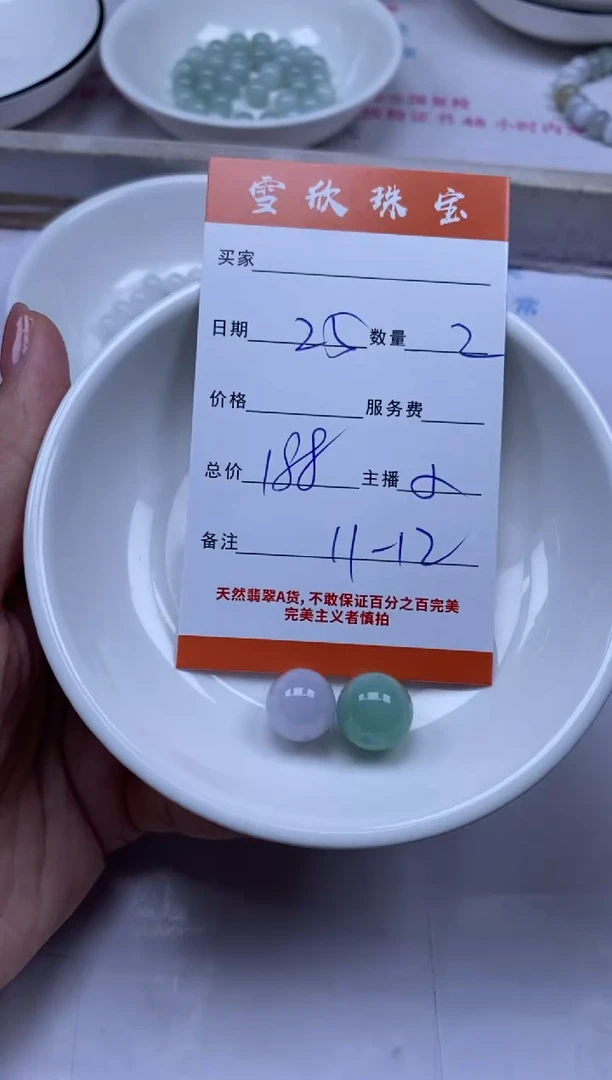 雪欣珠宝
买家
日期 25 数量 2
价格 服务费
总价 188 主播
备注 11-12
天然翡翠A货,不敢保证百分之百完美
完美主义者慎拍